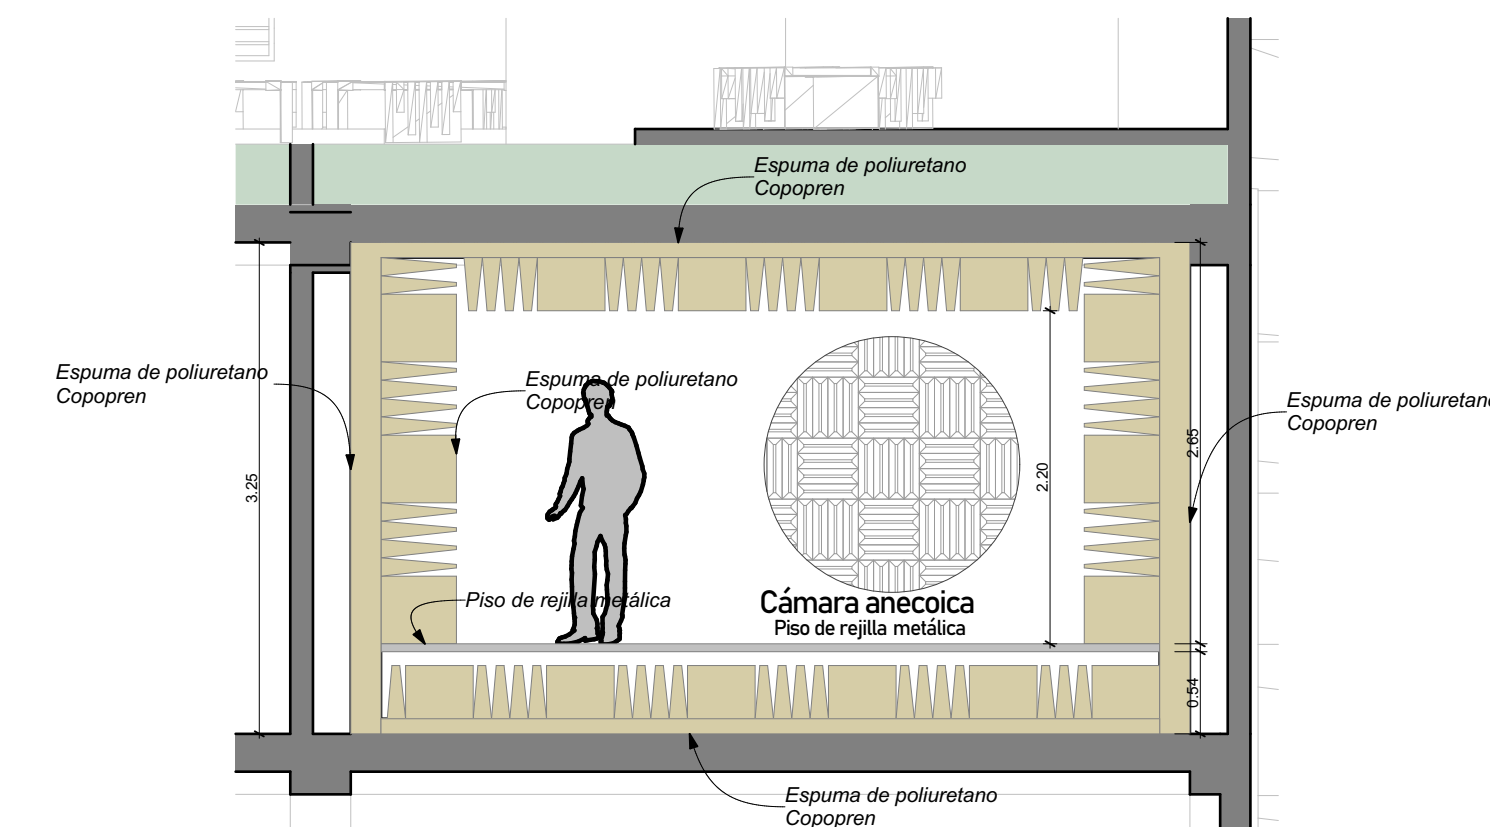 Espuma de poliuretano
Copopren
Espuma de poliuretano
Copopren
Espuma de poliuretano
Copopren
Espuma de poliuretano
Copopren
2.65
3.25
2.20
Piso de rejilla metálica
Cámara anecoica
Piso de rejilla metálica
0.54
Espuma de poliuretano
Copopren